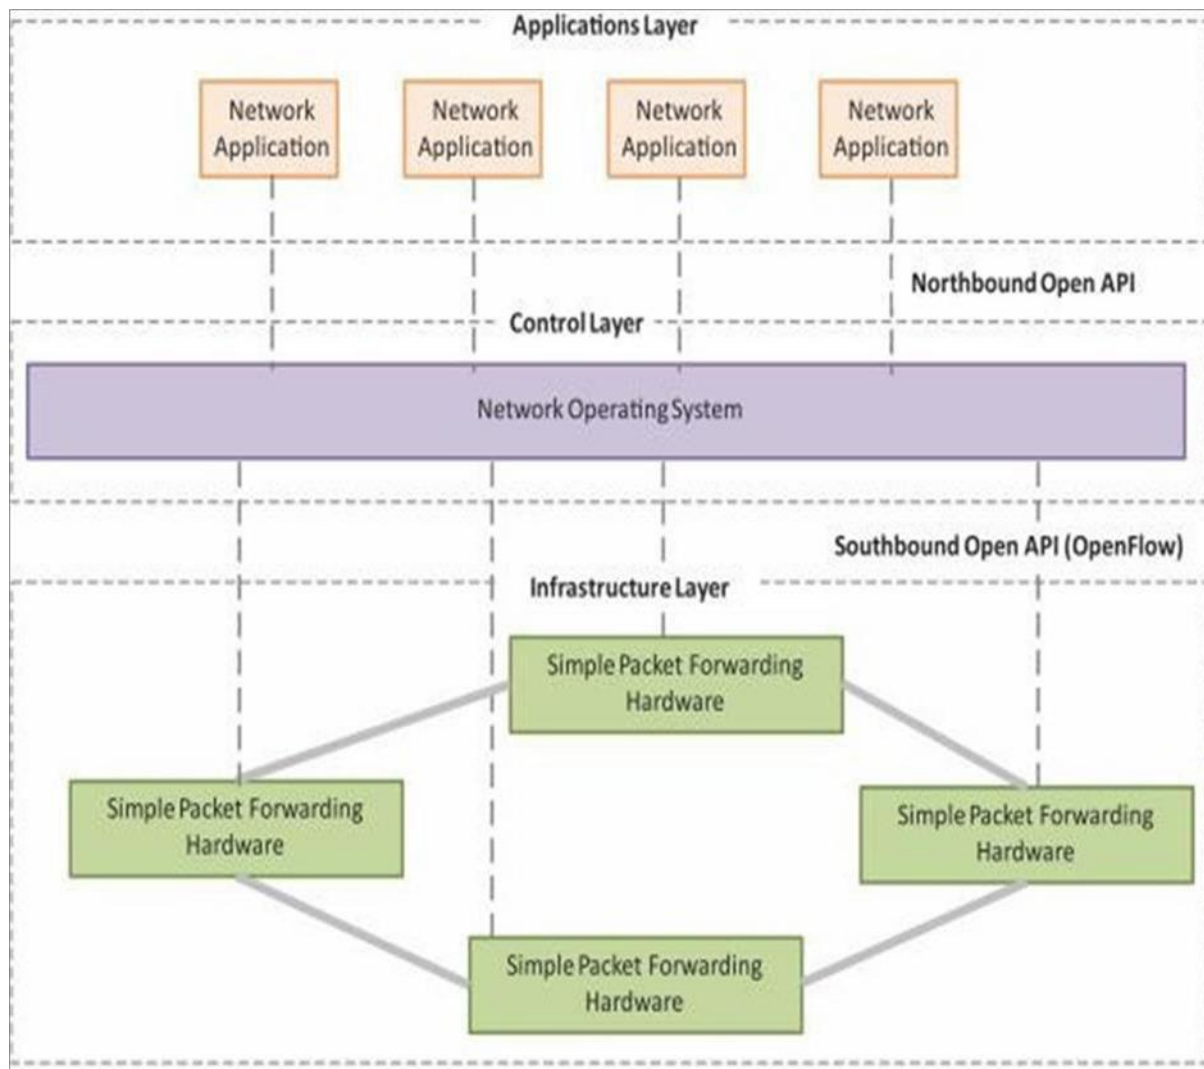 Applications Layer
Network
Application
Network
Application
Network
Application
Network
Application
Northbound Open API
Control Layer
Network Operating System
Southbound Open API (OpenFlow)
Infrastructure Layer
Simple Packet Forwarding
Hardware
Simple Packet Forwarding
Hardware
Simple Packet Forwarding
Hardware
Simple Packet Forwarding
Hardware